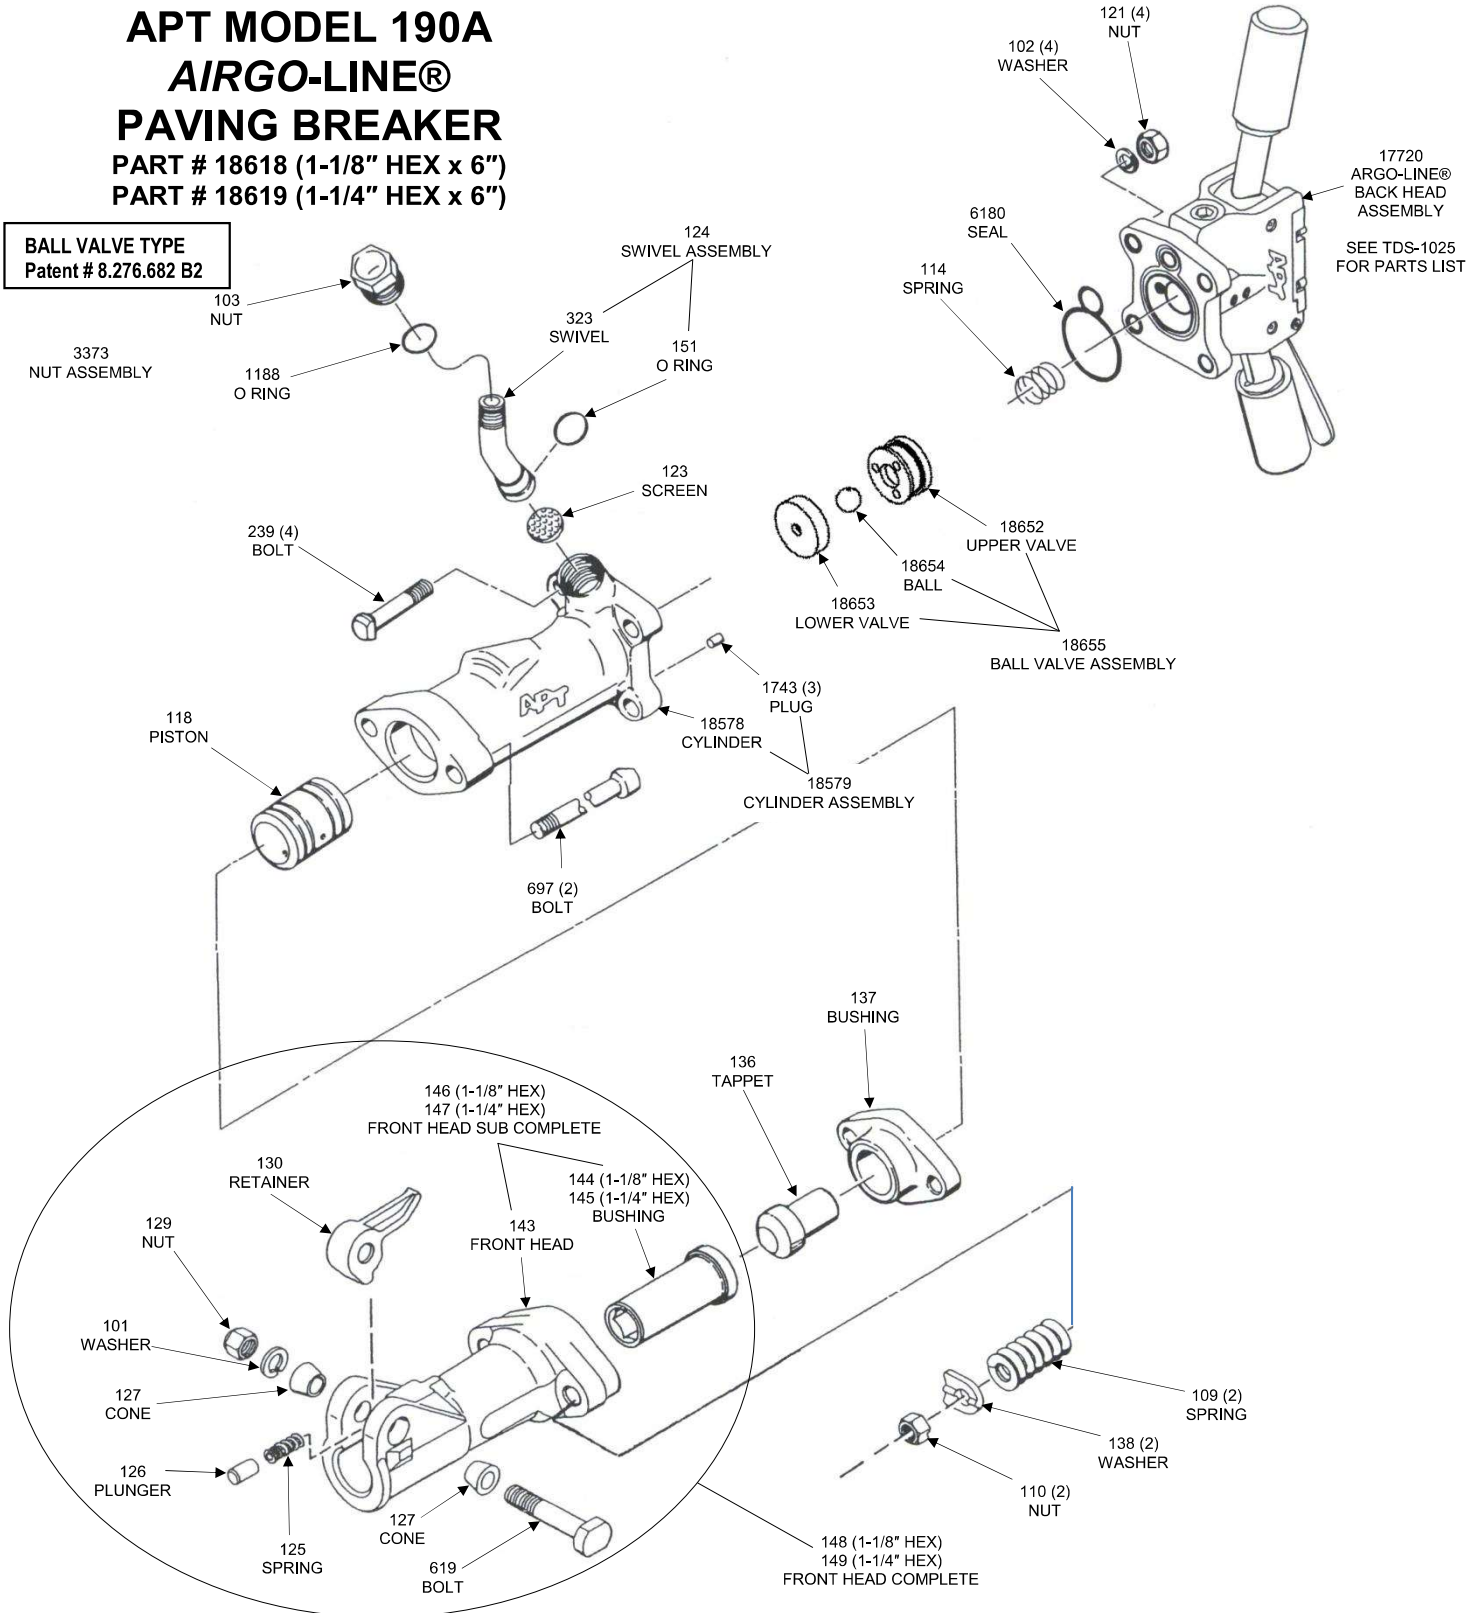 APT MODEL 190A
AIRGO-LINE®
PAVING BREAKER
PART # 18618 (1-1/8" HEX x 6")
PART # 18619 (1-1/4" HEX x 6")
BALL VALVE TYPE
Patent # 8.276.682 B2
121 (4)
NUT
102 (4)
WASHER
17720
ARGO-LINE®
BACK HEAD
ASSEMBLY
SEE TDS-1025
FOR PARTS LIST
6180
SEAL
114
SPRING
APT
124
SWIVEL ASSEMBLY
103
NUT
323
SWIVEL
151
O RING
3373
NUT ASSEMBLY
1188
O RING
123
SCREEN
239 (4)
BOLT
18652
UPPER VALVE
18654
BALL
18653
LOWER VALVE
18655
BALL VALVE ASSEMBLY
APT
1743 (3)
PLUG
118
PISTON
18578
CYLINDER
18579
CYLINDER ASSEMBLY
697 (2)
BOLT
137
BUSHING
136
TAPPET
146 (1-1/8" HEX)
147 (1-1/4" HEX)
FRONT HEAD SUB COMPLETE
130
RETAINER
144 (1-1/8" HEX)
145 (1-1/4" HEX)
BUSHING
129
NUT
143
FRONT HEAD
101
WASHER
127
CONE
109 (2)
SPRING
138 (2)
WASHER
126
PLUNGER
110 (2)
NUT
127
CONE
125
SPRING
619
BOLT
148 (1-1/8" HEX)
149 (1-1/4" HEX)
FRONT HEAD COMPLETE